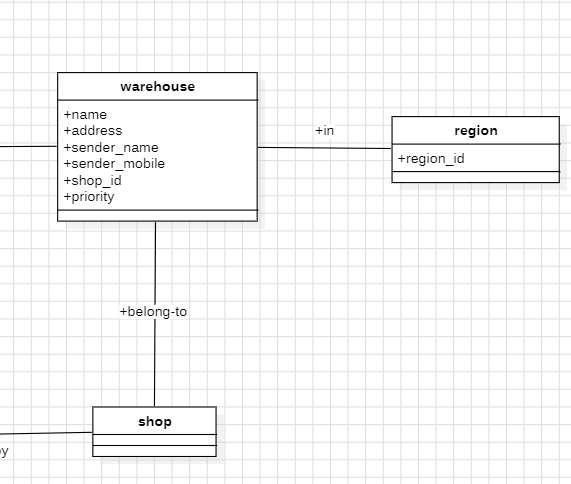 warehouse
+name
+address
+sender_name
+sender_mobile
+shop_id
+priority
+in
region
+region_id
+belong-to
shop